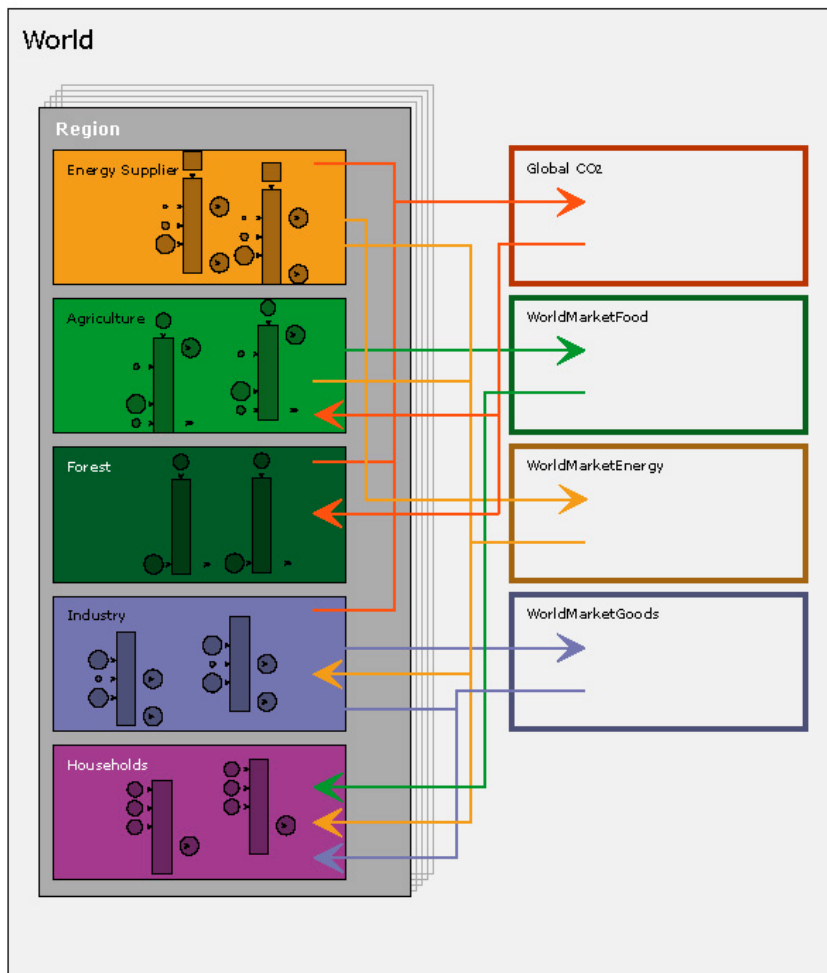 World
Region
Energy Supplier
Global CO2
Agriculture
WorldMarketFood
Forest
WorldMarketEnergy
Industry
WorldMarketGoods
Households